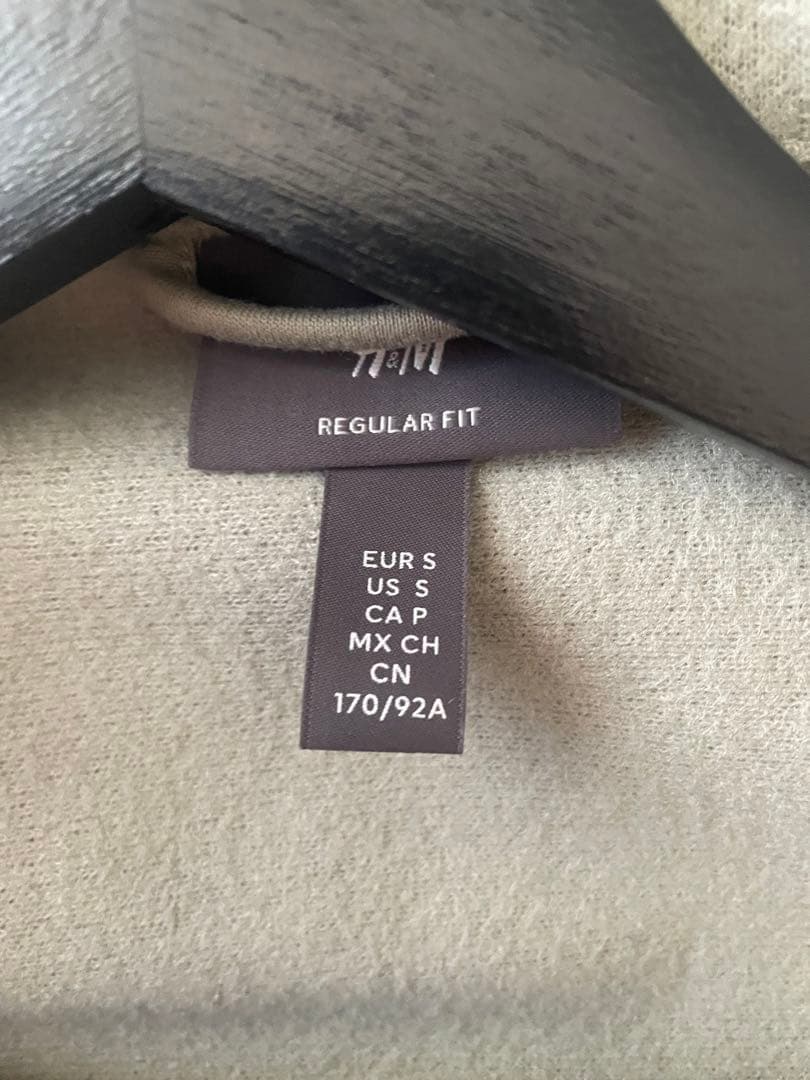 H&M
REGULAR FIT
EUR S
US S
CA P
MX CH
CN
170/92A